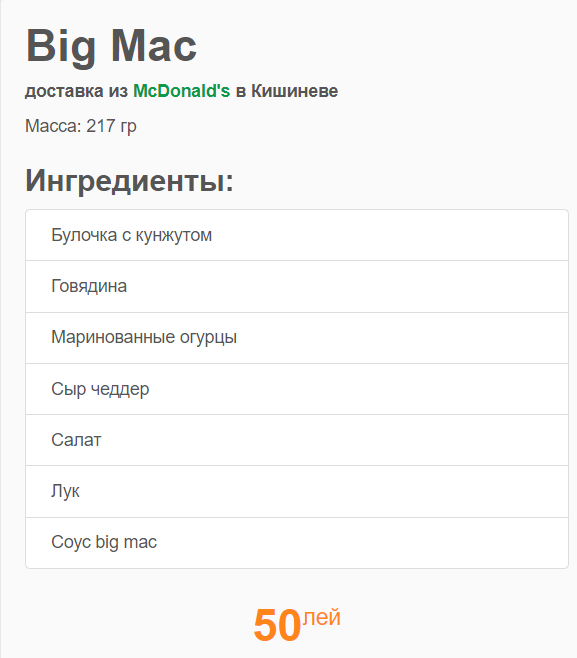 Big Mac
доставка из McDonald's в Кишиневе
Масса: 217 гр
Ингредиенты:
Булочка с кунжутом
Говядина
Маринованные огурцы
Сыр чеддер
Салат
Лук
Соус big mac
50лей